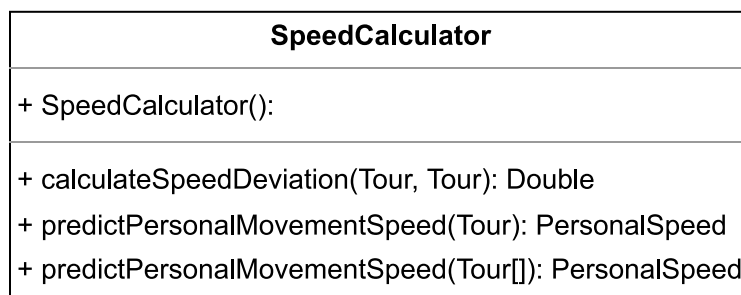 SpeedCalculator
+ SpeedCalculator():
+ calculateSpeedDeviation(Tour, Tour): Double
+ predictPersonalMovementSpeed(Tour): PersonalSpeed
+ predictPersonalMovementSpeed(Tour[]): PersonalSpeed